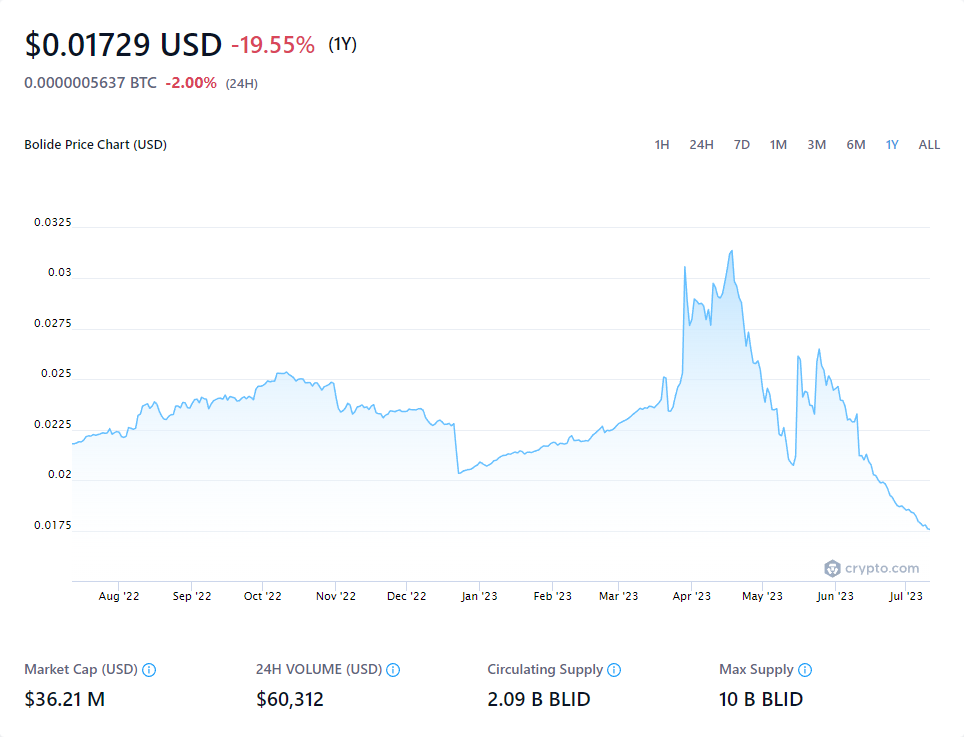 $0.01729 USD -19.55% (1Y)
0.0000005637 BTC -2.00% (24H)
Bolide Price Chart (USD) 1H 24H 7D 1M 3M 6M 1Y ALL
0.0325
0.03
0.0275
0.025
0.0225
0.02
0.0175
crypto.com
Aug '22 Sep '22 Oct '22 Nov '22 Dec '22 Jan '23 Feb '23 Mar '23 Apr '23 May '23 Jun '23 Jul '23
Market Cap (USD) 24H VOLUME (USD) Circulating Supply Max Supply
$36.21 M $60,312 2.09 B BLID 10 B BLID